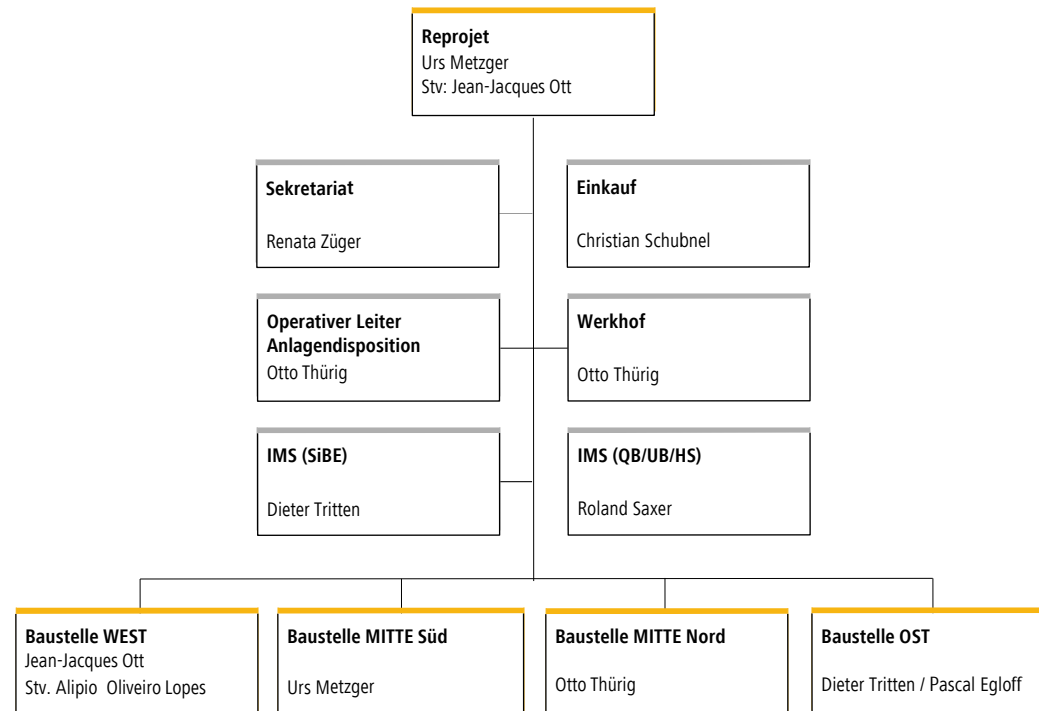 Reprojet
Urs Metzger
Stv: Jean-Jacques Ott
Sekretariat
Renata Züger
Einkauf
Christian Schubnel
Operativer Leiter
Anlagendisposition
Otto Thürig
Werkhof
Otto Thürig
IMS (SiBE)
Dieter Tritten
IMS (QB/UB/HS)
Roland Saxer
Baustelle WEST
Jean-Jacques Ott
Stv. Alipio Oliveiro Lopes
Baustelle MITTE Süd
Urs Metzger
Baustelle MITTE Nord
Otto Thürig
Baustelle OST
Dieter Tritten / Pascal Egloff